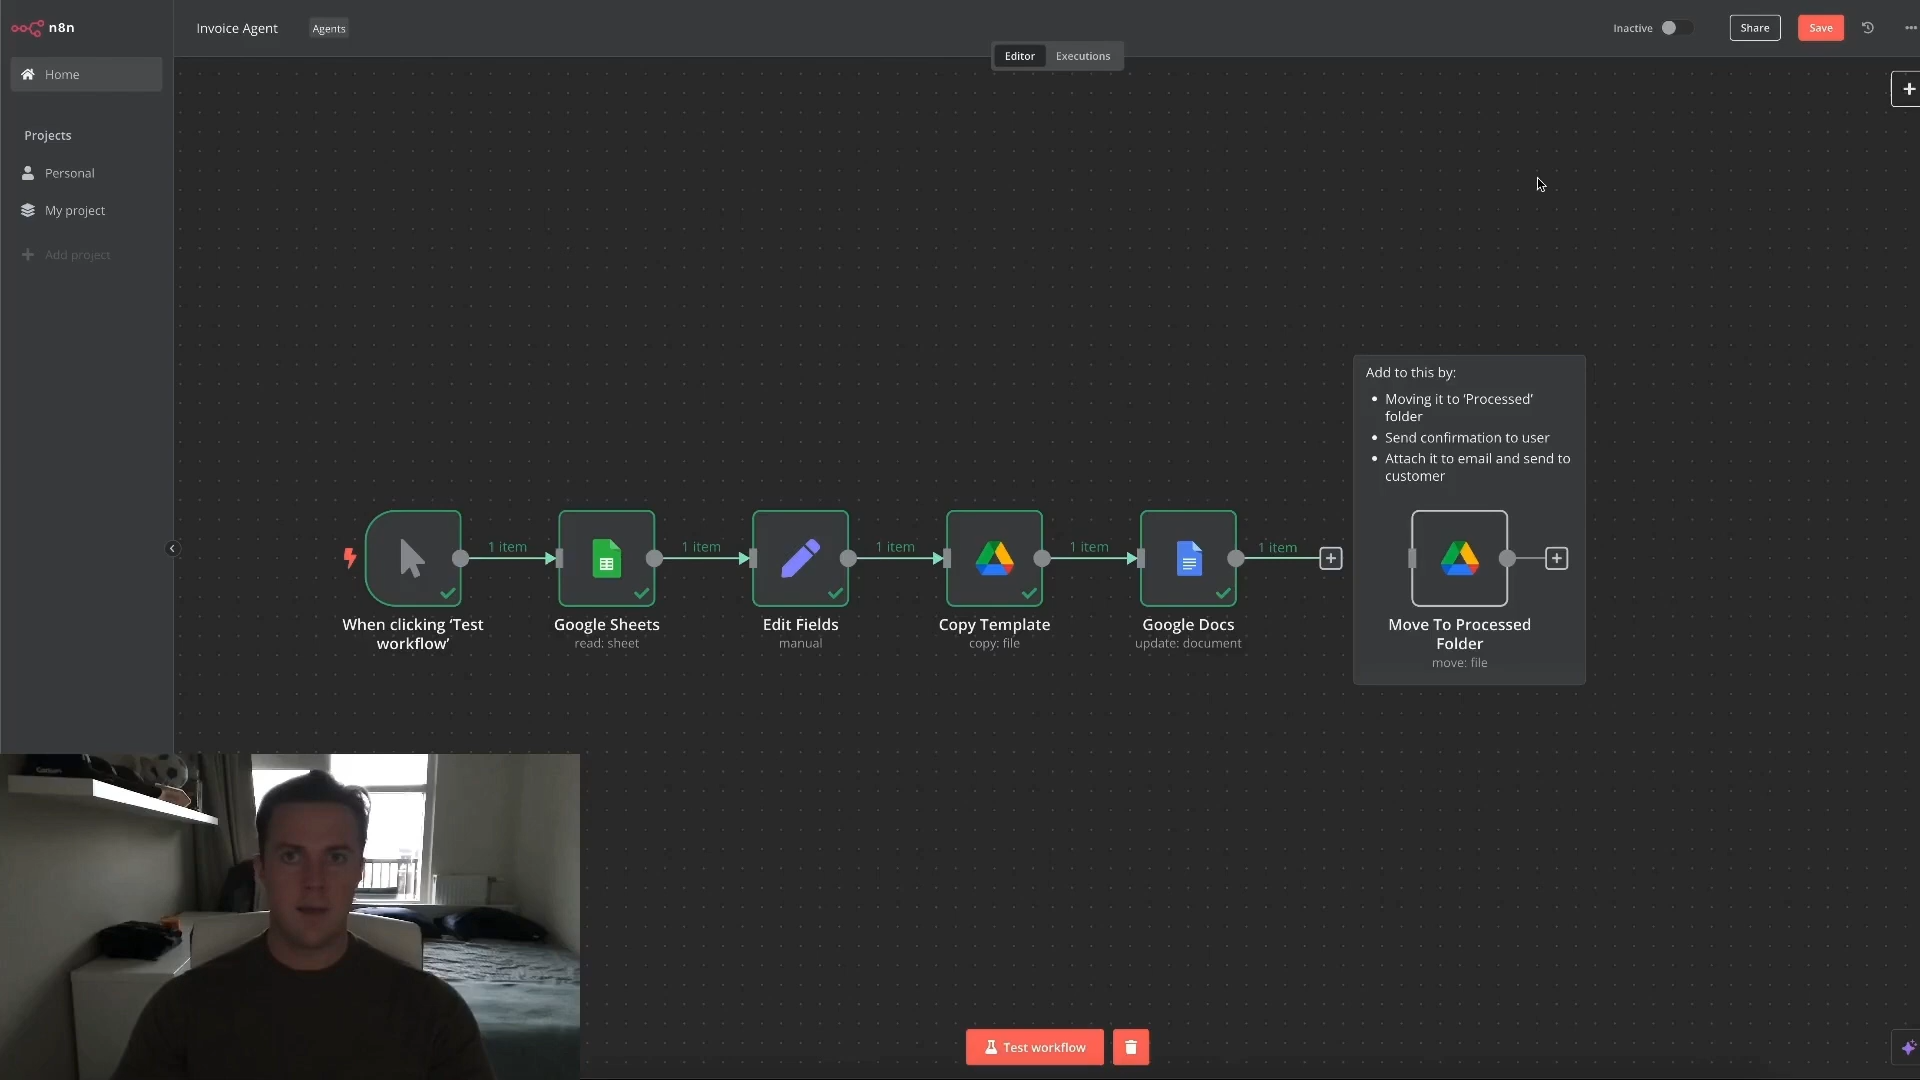 n8n
Invoice Agent
Agents
Inactive
Share
Save
Editor
Executions
Home
Projects
Personal
My project
Add project
Add to this by:
Moving it to ‘Processed’
folder
Send confirmation to user
Attach it to email and send to
customer
1 item
1 item
1 item
1 item
1 item
When clicking ‘Test
workflow’
Google Sheets
read: sheet
Edit Fields
manual
Copy Template
copy: file
Google Docs
update: document
Move To Processed
Folder
move: file
Test workflow